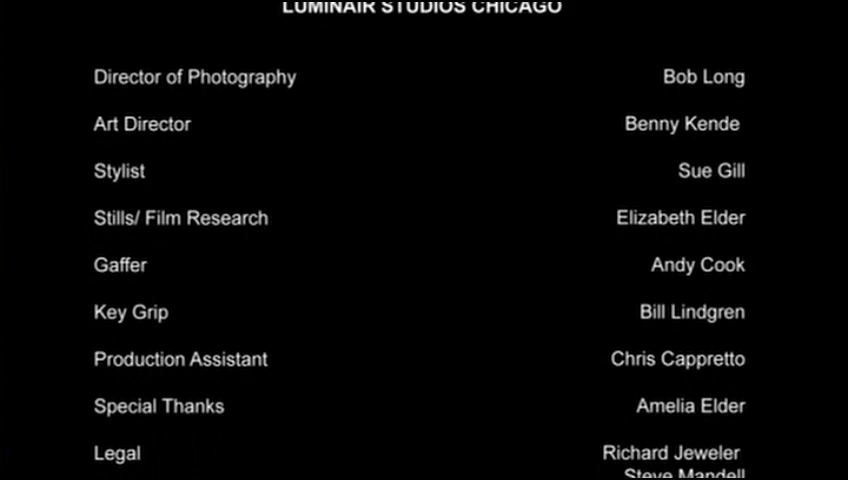 LUMINAIR STUDIOS CHICAGO
Director of Photography Bob Long
Art Director Benny Kende
Stylist Sue Gill
Stills/ Film Research Elizabeth Elder
Gaffer Andy Cook
Key Grip Bill Lindgren
Production Assistant Chris Cappretto
Special Thanks Amelia Elder
Legal Richard Jeweler
Steve Mandell